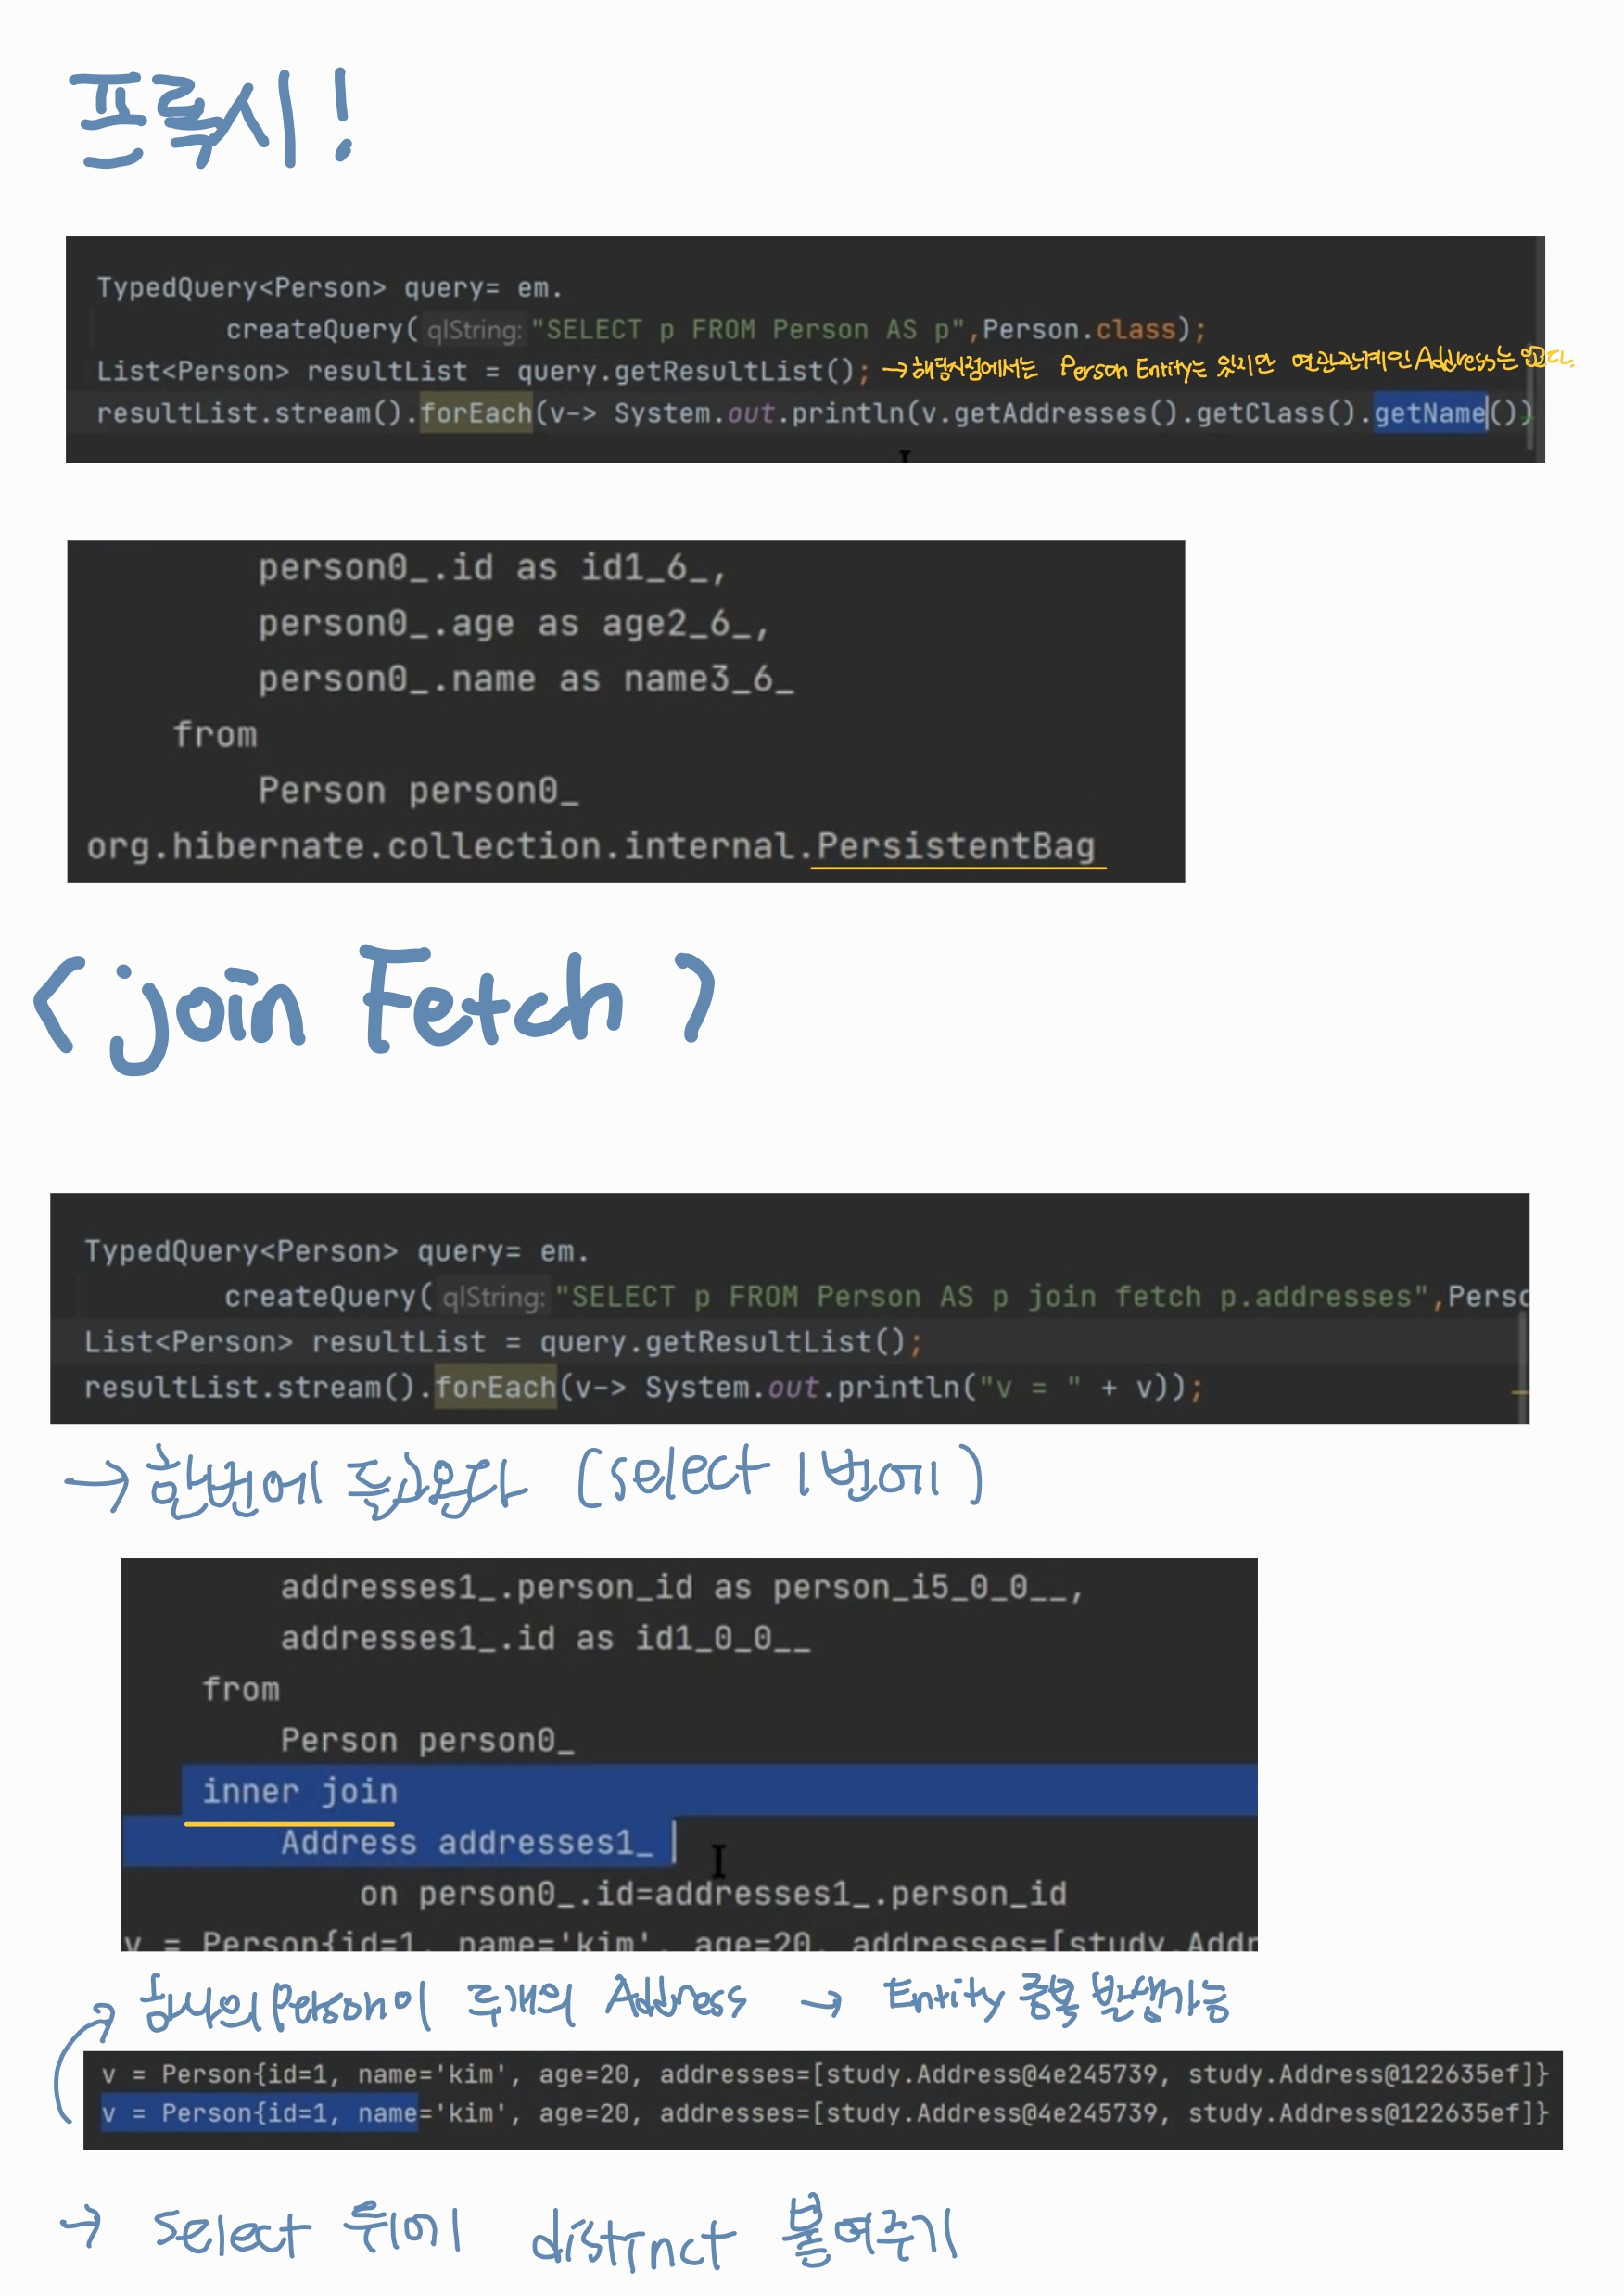 프록시!
TypedQuery<Person> query= em.
createQuery( qlString: "SELECT p FROM Person AS p",Person.class);
List<Person> resultList = query.getResultList(); → 해당시점에서는 Person Entity는 있지만 연관관계인 Address는 없다.
resultList.stream().forEach(v-> System.out.println(v.getAddresses().getClass().getName())
person0_.id as id1_6_,
person0_.age as age2_6_,
person0_.name as name3_6_
from
Person person0_
org.hibernate.collection.internal.PersistentBag
<join Fetch>
TypedQuery<Person> query= em.
createQuery( qlString: "SELECT p FROM Person AS p join fetch p.addresses",Perso
List<Person> resultList = query.getResultList();
resultList.stream().forEach(v-> System.out.println("v = " + v));
→ 한번에 들고온다 (select 1번에)
addresses1_.person_id as person_i5_0_0__,
addresses1_.id as id1_0_0__
from
Person person0_
inner join
Address addresses1_
on person0_.id=addresses1_.person_id
v = Person{id=1, name='kim', age=20, addresses=[study.Addr
하나의 Person이 두개의 Address → Entity 중복 발생가능
v = Person{id=1, name='kim', age=20, addresses=[study.Address@4e245739, study.Address@122635ef]}
v = Person{id=1, name='kim', age=20, addresses=[study.Address@4e245739, study.Address@122635ef]}
→ select 뒤에 distinct 붙여주기